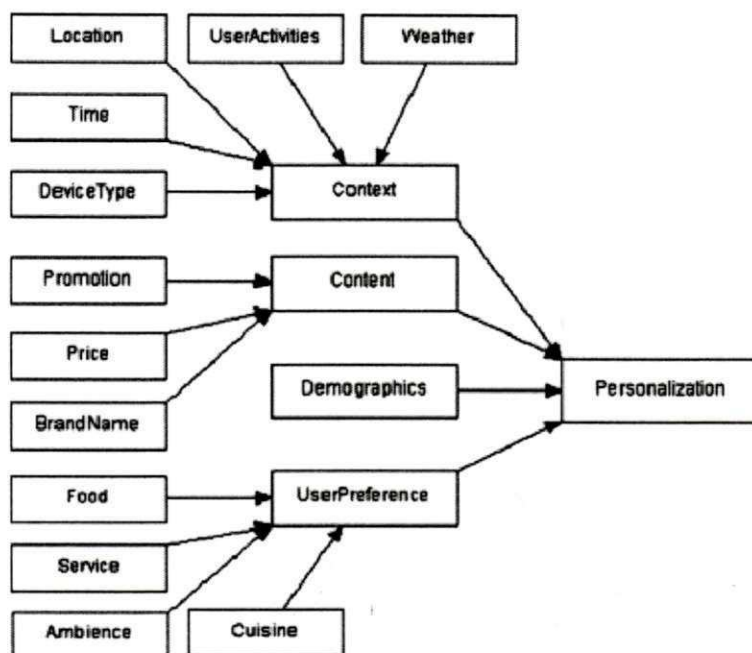 Location
UserActivities
Weather
Time
DeviceType
Context
Promotion
Content
Price
Demographics
Personalization
BrandName
Food
UserPreference
Service
Ambience
Cuisine